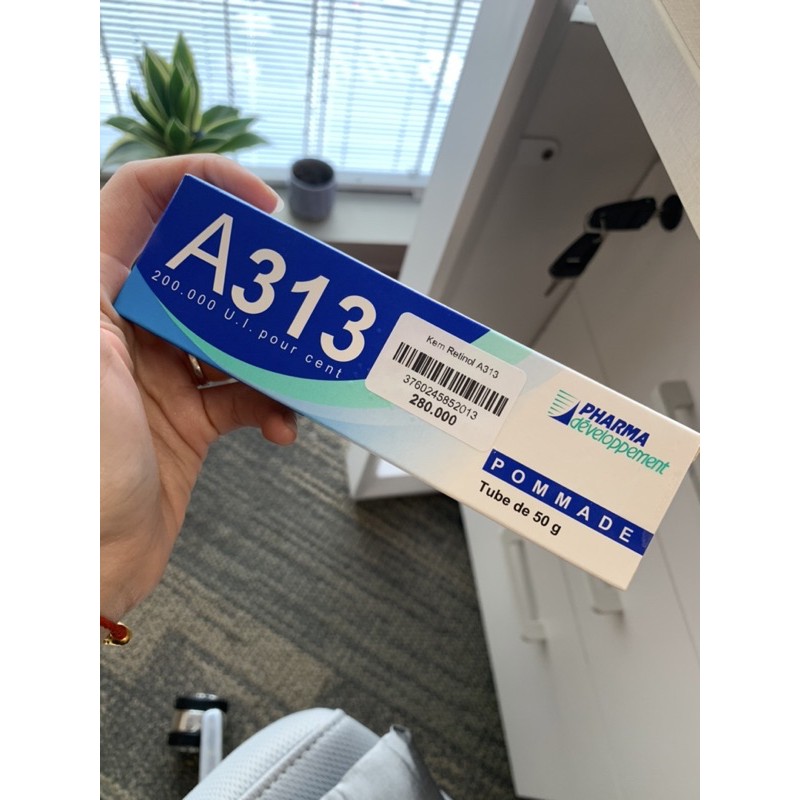 A313
200.000 U.I. pour cent
Kem Retinol A313
3760245852013
280.000
PHARMA
développement
POMMADE
Tube de 50 g